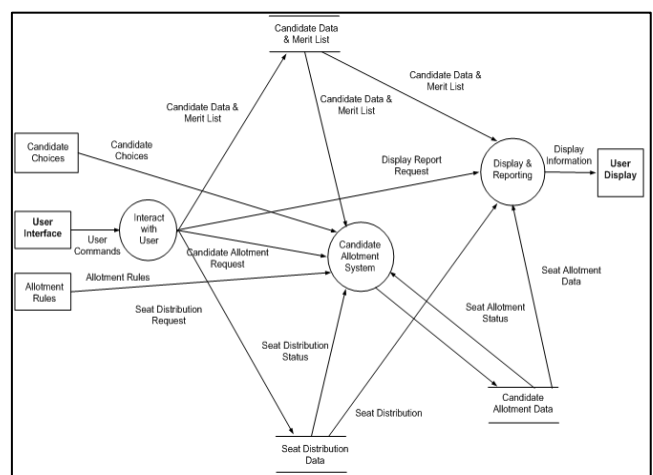 Candidate Data
& Merit List
Candidate Data &
Merit List
Candidate Data &
Merit List
Candidate Data &
Merit List
Candidate
Choices
Candidate
Choices
Display Report
Request
Display &
Reporting
Display
Information
User
Display
User
Interface
User
Commands
Interact
with
User
Candidate
Allotment
System
Candidate Allotment
Request
Allotment
Rules
Allotment Rules
Seat Distribution
Request
Seat Allotment
Data
Seat Allotment
Status
Seat Distribution
Status
Seat Distribution
Candidate
Allotment Data
Seat Distribution
Data